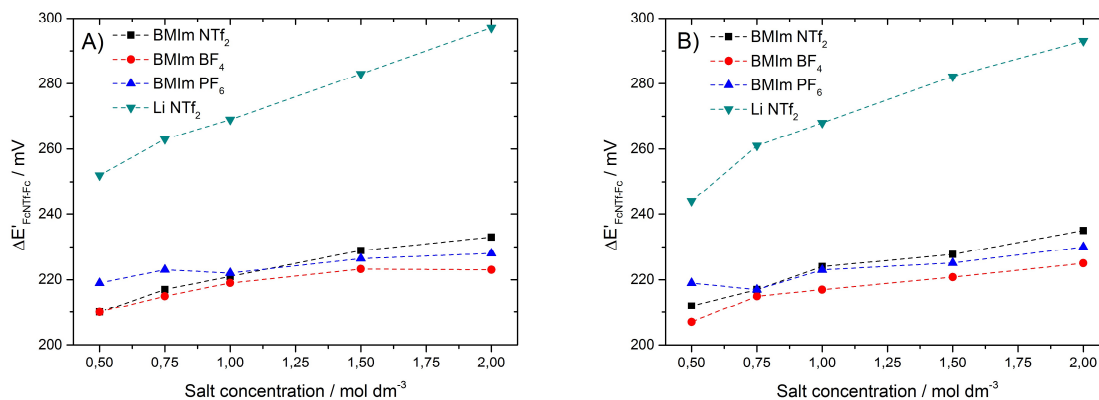 A)
BMIm NTf₂
BMIm BF₄
BMIm PF₆
Li NTf₂
300
280
260
240
220
200
ΔE'FcNTf-Fc / mV
0,50 0,75 1,00 1,25 1,50 1,75 2,00
Salt concentration / mol dm⁻³
B)
BMIm NTf₂
BMIm BF₄
BMIm PF₆
Li NTf₂
300
280
260
240
220
200
ΔE'FcNTf-Fc / mV
0,50 0,75 1,00 1,25 1,50 1,75 2,00
Salt concentration / mol dm⁻³